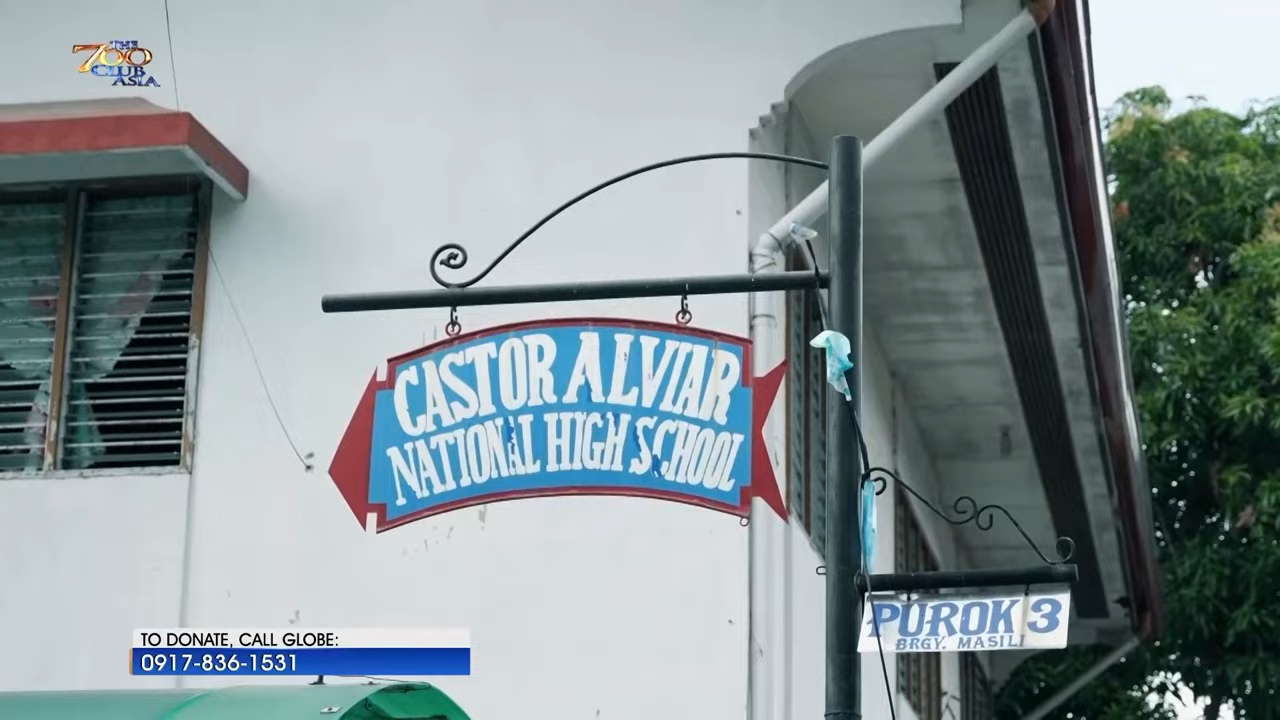 THE
700
CLUB
ASIA
CASTOR ALVIAR
NATIONAL HIGH SCHOOL
PUROK 3
BRGY. MASILI
TO DONATE, CALL GLOBE:
0917-836-1531